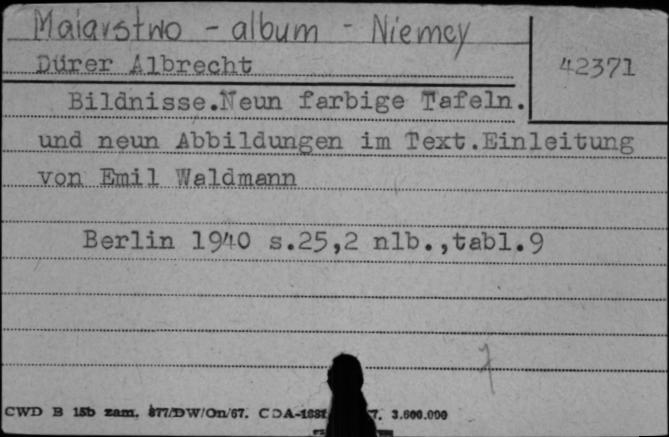 Malarstwo - album - Niemcy
Dürer Albrecht
42371
Bildnisse.Neun farbige Tafeln.
und neun Abbildungen im Text.Einleitung
von Emil Waldmann
Berlin 1940 s.25,2 nlb.,tabl.9
CWD B 15b zam. 877/DW/On/67. 3.600.000